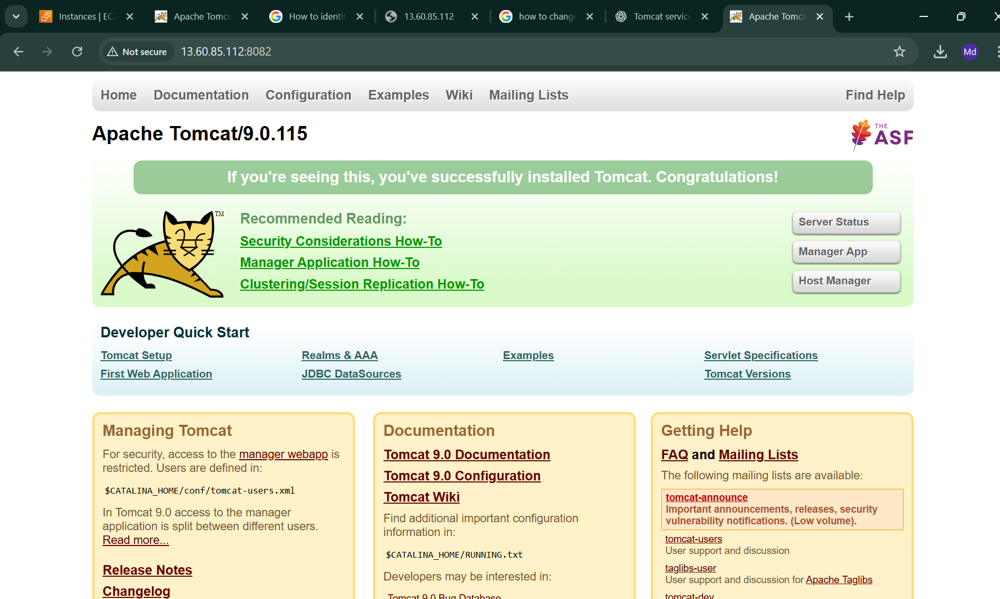 Instances | EC2
Apache Tomca
How to identif
13.60.85.112
how to change
Tomcat service
Apache Tomca
Not secure
13.60.85.112:8082
Md
Home Documentation Configuration Examples Wiki Mailing Lists Find Help
Apache Tomcat/9.0.115
THE
ASF
If you're seeing this, you've successfully installed Tomcat. Congratulations!
TM
Recommended Reading:
Security Considerations How-To
Manager Application How-To
Clustering/Session Replication How-To
Server Status
Manager App
Host Manager
Developer Quick Start
Tomcat Setup
First Web Application
Realms & AAA
JDBC DataSources
Examples
Servlet Specifications
Tomcat Versions
Managing Tomcat
For security, access to the manager webapp is
restricted. Users are defined in:
$CATALINA_HOME/conf/tomcat-users.xml
In Tomcat 9.0 access to the manager
application is split between different users.
Read more...
Release Notes
Changelog
Documentation
Tomcat 9.0 Documentation
Tomcat 9.0 Configuration
Tomcat Wiki
Find additional important configuration
information in:
$CATALINA_HOME/RUNNING.txt
Developers may be interested in:
Tomcat 9.0 Bug Database
Getting Help
FAQ and Mailing Lists
The following mailing lists are available:
tomcat-announce
Important announcements, releases, security
vulnerability notifications. (Low volume).
tomcat-users
User support and discussion
taglibs-user
User support and discussion for Apache Taglibs
tomcat-dev